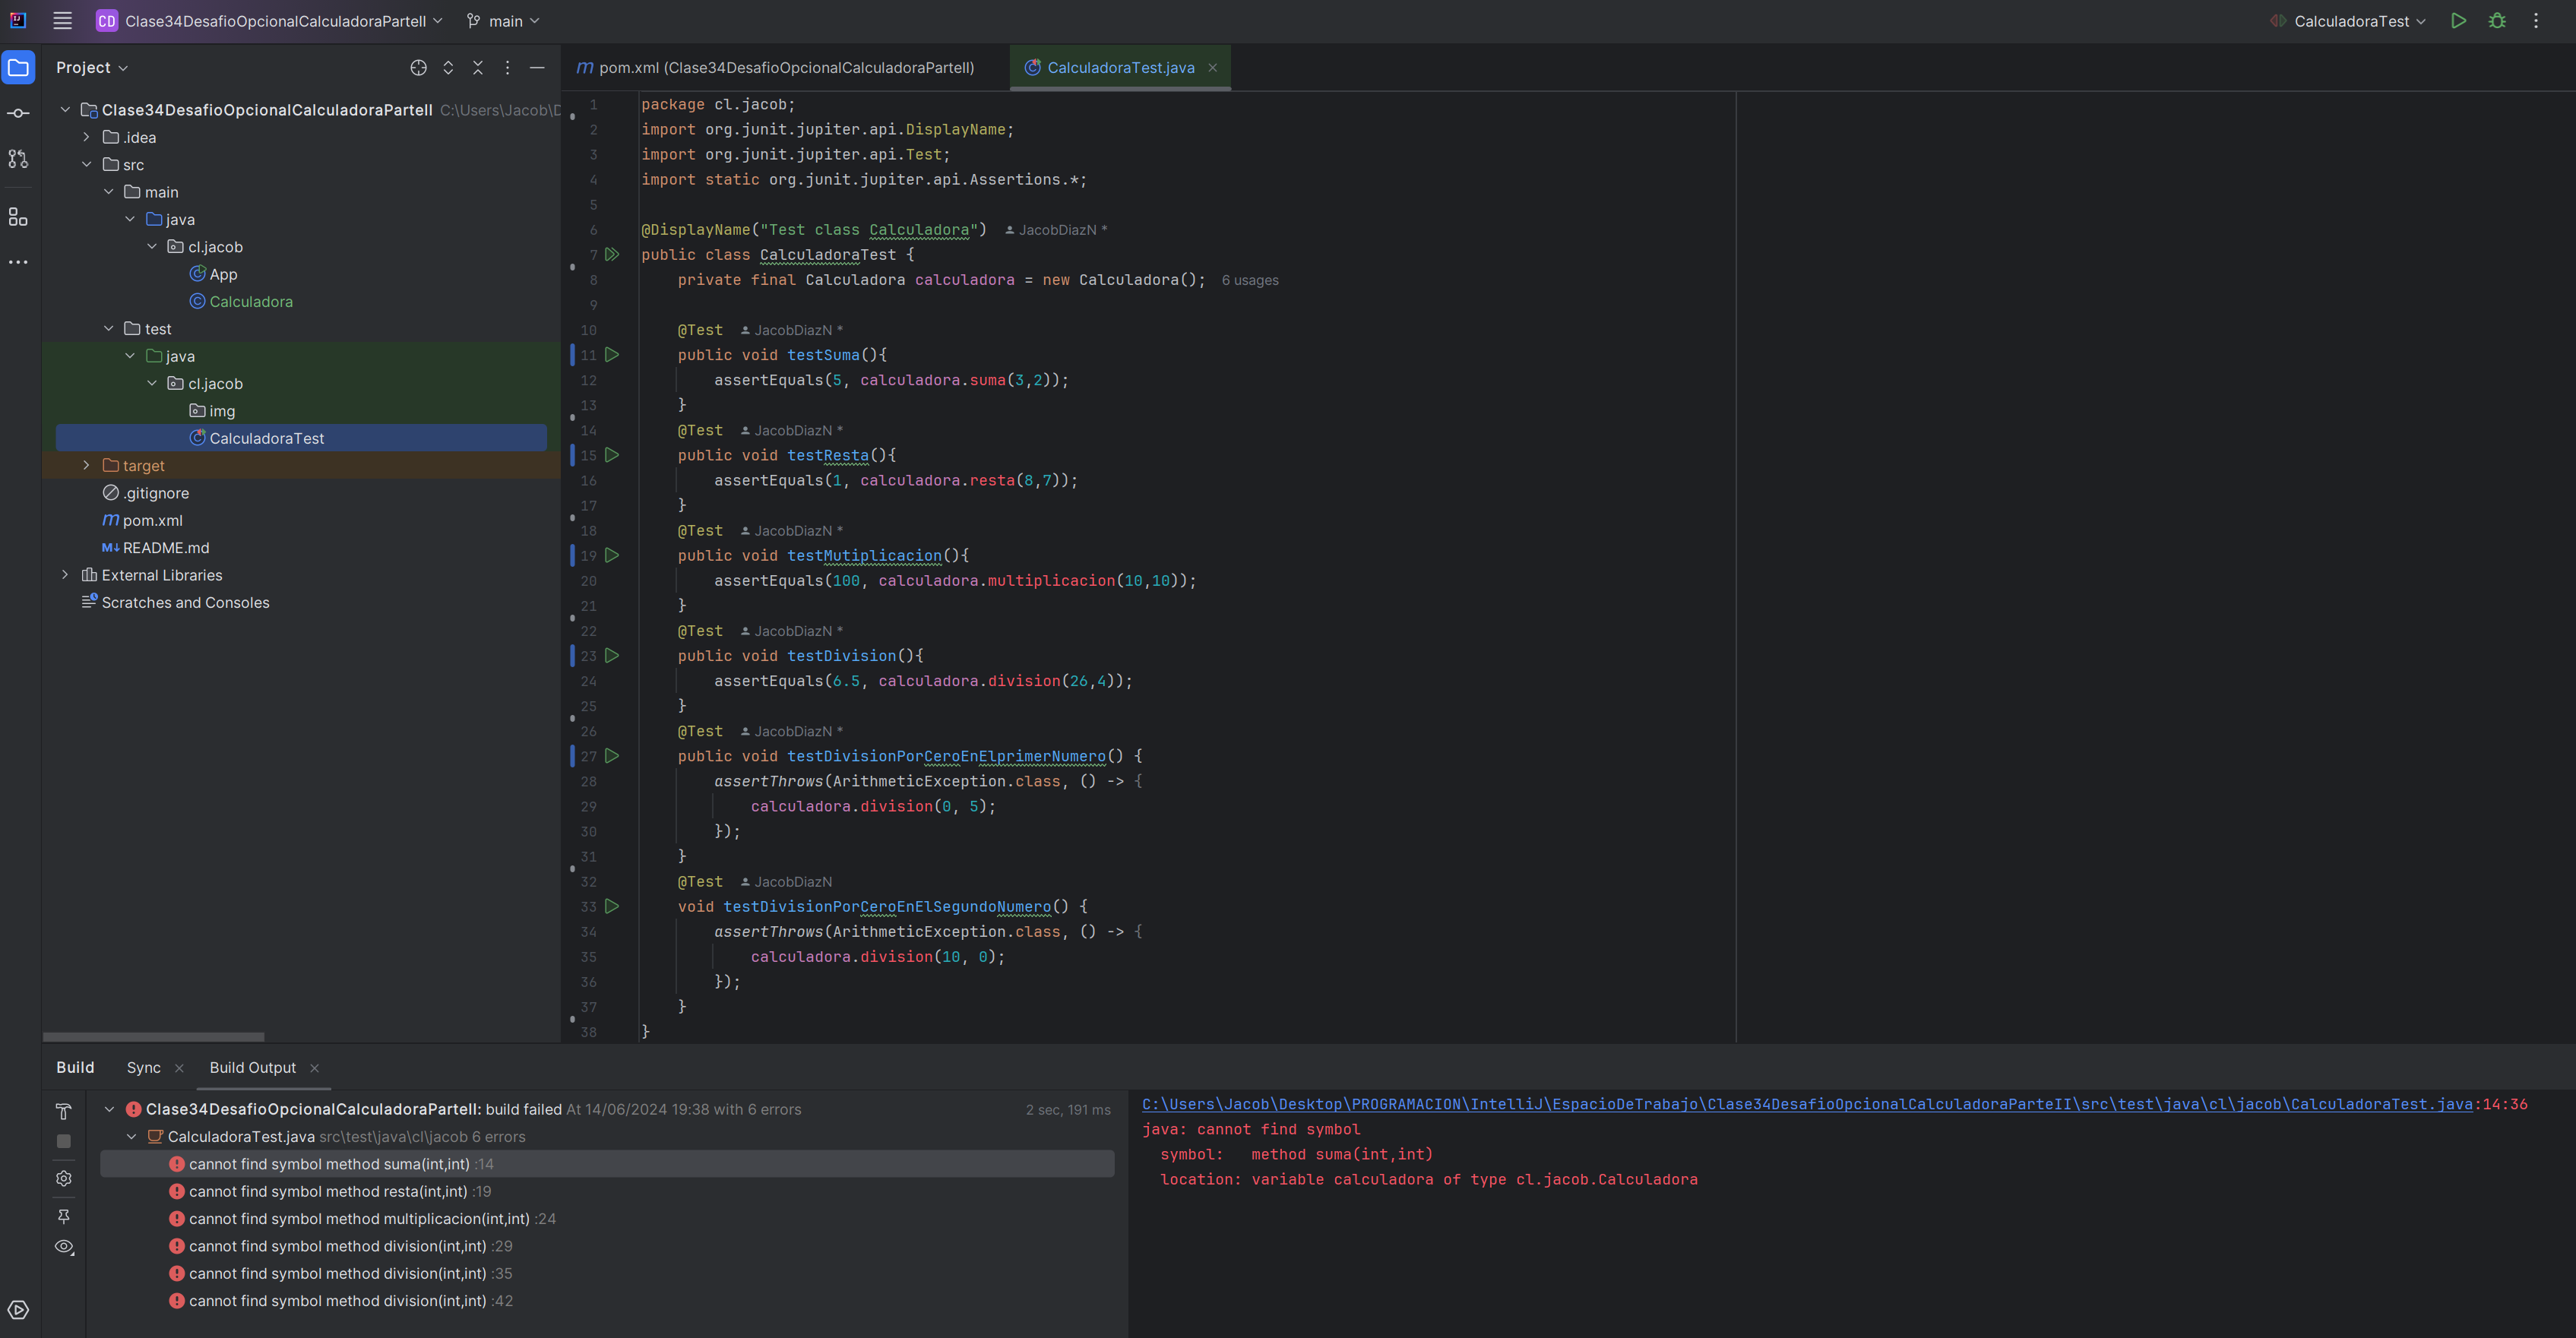 CD Clase34DesafioOpcionalCalculadoraParteII main CalculadoraTest
Project
pom.xml (Clase34DesafioOpcionalCalculadoraParteII) CalculadoraTest.java
Clase34DesafioOpcionalCalculadoraParteII C:\Users\Jacob\D
.idea
src
main
java
cl.jacob
App
Calculadora
test
java
cl.jacob
img
CalculadoraTest
target
.gitignore
pom.xml
README.md
External Libraries
Scratches and Consoles
1 package cl.jacob;
2 import org.junit.jupiter.api.DisplayName;
3 import org.junit.jupiter.api.Test;
4 import static org.junit.jupiter.api.Assertions.*;
5
6 @DisplayName("Test class Calculadora") JacobDiazN *
7 public class CalculadoraTest {
8 private final Calculadora calculadora = new Calculadora(); 6 usages
9
10 @Test JacobDiazN *
11 public void testSuma(){
12 assertEquals(5, calculadora.suma(3,2));
13 }
14 @Test JacobDiazN *
15 public void testResta(){
16 assertEquals(1, calculadora.resta(8,7));
17 }
18 @Test JacobDiazN *
19 public void testMutiplicacion(){
20 assertEquals(100, calculadora.multiplicacion(10,10));
21 }
22 @Test JacobDiazN *
23 public void testDivision(){
24 assertEquals(6.5, calculadora.division(26,4));
25 }
26 @Test JacobDiazN *
27 public void testDivisionPorCeroEnElprimerNumero() {
28 assertThrows(ArithmeticException.class, () -> {
29 calculadora.division(0, 5);
30 });
31 }
32 @Test JacobDiazN
33 void testDivisionPorCeroEnElSegundoNumero() {
34 assertThrows(ArithmeticException.class, () -> {
35 calculadora.division(10, 0);
36 });
37 }
38 }
Build Sync Build Output
Clase34DesafioOpcionalCalculadoraParteII: build failed At 14/06/2024 19:38 with 6 errors 2 sec, 191 ms
CalculadoraTest.java src\test\java\cl\jacob 6 errors
cannot find symbol method suma(int,int) :14
cannot find symbol method resta(int,int) :19
cannot find symbol method multiplicacion(int,int) :24
cannot find symbol method division(int,int) :29
cannot find symbol method division(int,int) :35
cannot find symbol method division(int,int) :42
C:\Users\Jacob\Desktop\PROGRAMACION\IntelliJ\EspacioDeTrabajo\Clase34DesafioOpcionalCalculadoraParteII\src\test\java\cl\jacob\CalculadoraTest.java:14:36
java: cannot find symbol
symbol: method suma(int,int)
location: variable calculadora of type cl.jacob.Calculadora